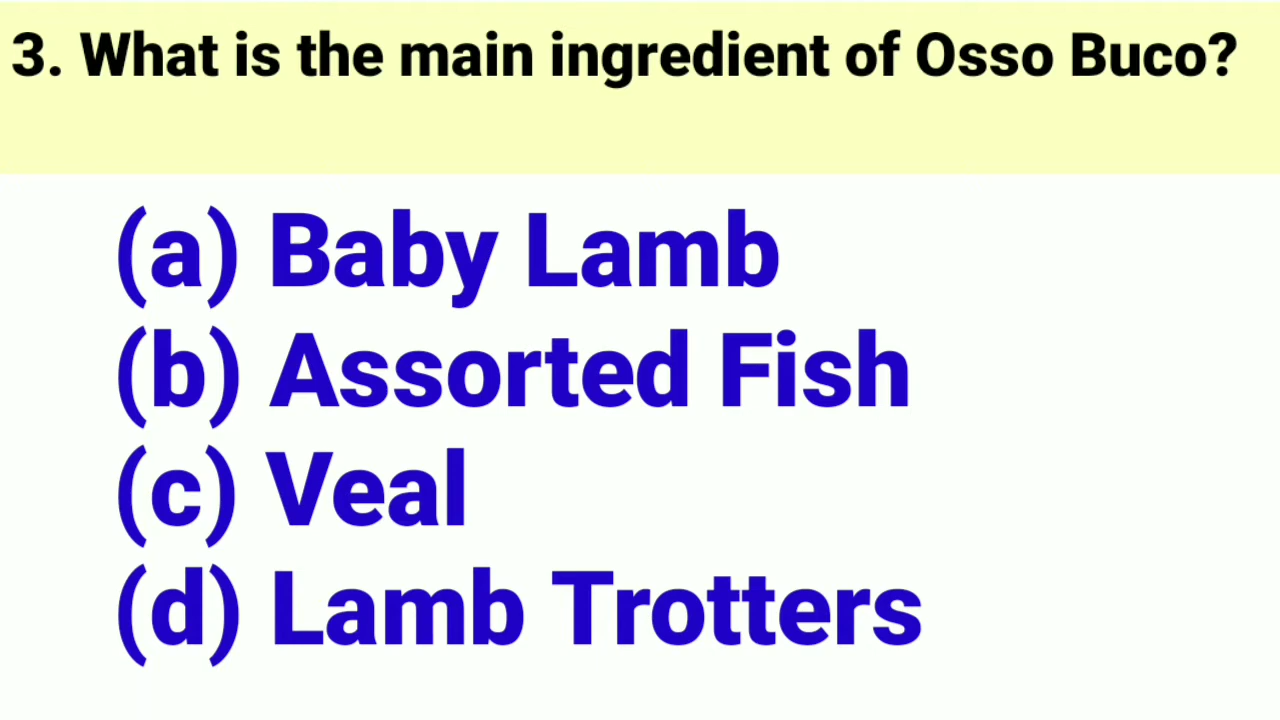 3. What is the main ingredient of Osso Buco?
(a) Baby Lamb
(b) Assorted Fish
(c) Veal
(d) Lamb Trotters